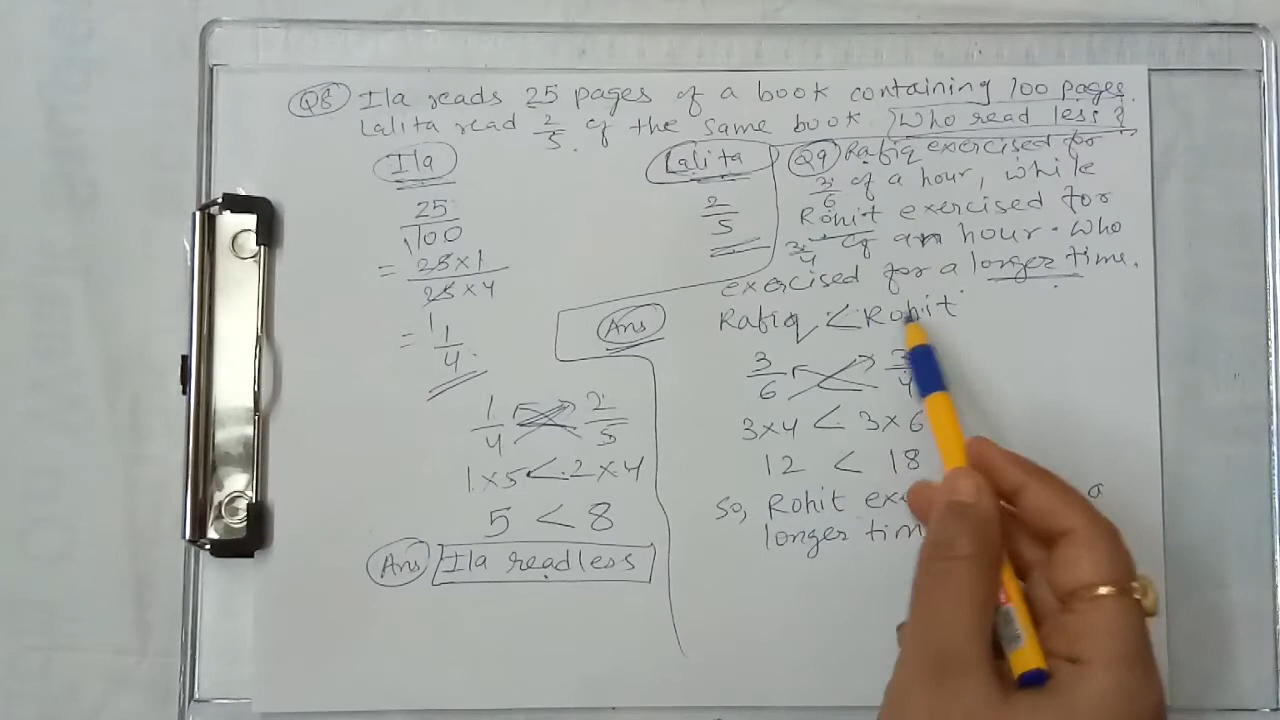 Q8 Ila reads 25 pages of a book containing 100 pages.
Lalita read 2/5 of the same book. Who read less?
Ila
25/100
= 25×1/25×4
= 1/4
Lalita
2/5
1/4 2/5
1×5 < 2×4
5 < 8
Ans Ila read less
Q9 Rafiq exercised for
3/6 of a hour, while
Rohit exercised for
3/4 of an hour. Who
exercised for a longer time.
Ans
Rafiq < Rohit
3/6 3/4
3×4 < 3×6
12 < 18
So, Rohit a
longer